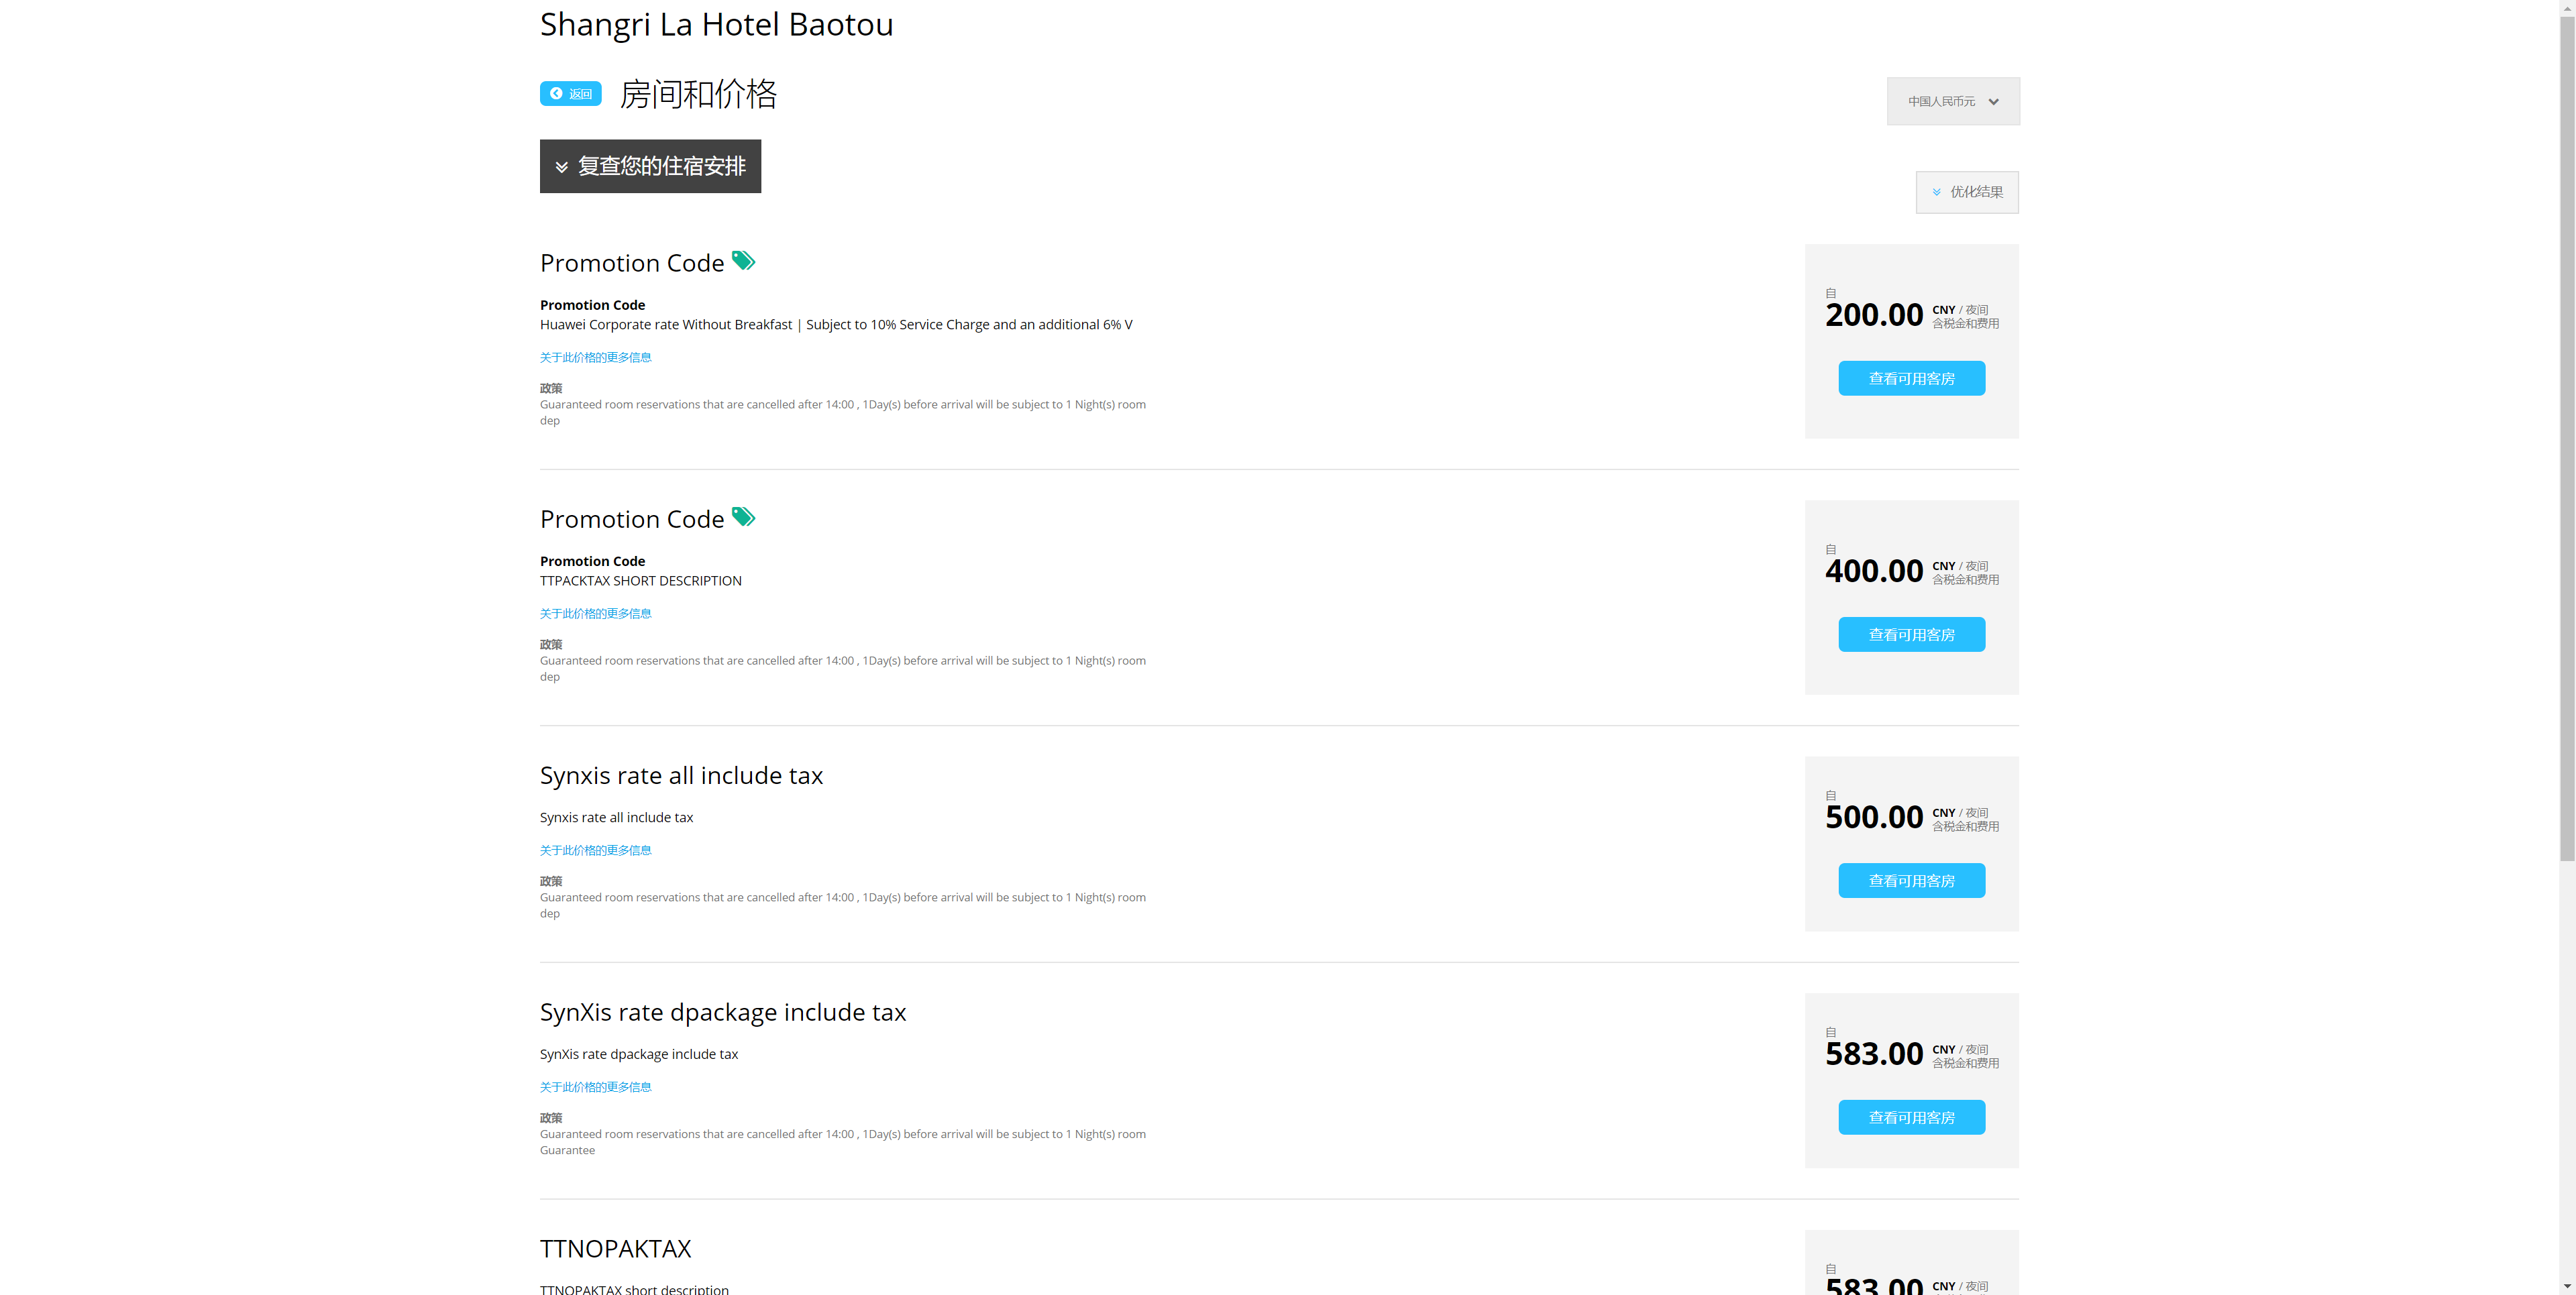 Shangri La Hotel Baotou
返回
房间和价格
中国人民币元
复查您的住宿安排
优化结果
Promotion Code
Promotion Code
Huawei Corporate rate Without Breakfast | Subject to 10% Service Charge and an additional 6% V
关于此价格的更多信息
政策
Guaranteed room reservations that are cancelled after 14:00 , 1Day(s) before arrival will be subject to 1 Night(s) room
dep
自
200.00 CNY / 夜间
含税金和费用
查看可用客房
Promotion Code
Promotion Code
TTPACKTAX SHORT DESCRIPTION
关于此价格的更多信息
政策
Guaranteed room reservations that are cancelled after 14:00 , 1Day(s) before arrival will be subject to 1 Night(s) room
dep
自
400.00 CNY / 夜间
含税金和费用
查看可用客房
Synxis rate all include tax
Synxis rate all include tax
关于此价格的更多信息
政策
Guaranteed room reservations that are cancelled after 14:00 , 1Day(s) before arrival will be subject to 1 Night(s) room
dep
自
500.00 CNY / 夜间
含税金和费用
查看可用客房
SynXis rate dpackage include tax
SynXis rate dpackage include tax
关于此价格的更多信息
政策
Guaranteed room reservations that are cancelled after 14:00 , 1Day(s) before arrival will be subject to 1 Night(s) room
Guarantee
自
583.00 CNY / 夜间
含税金和费用
查看可用客房
TTNOPAKTAX
TTNOPAKTAX short description
自
583.00 CNY / 夜间